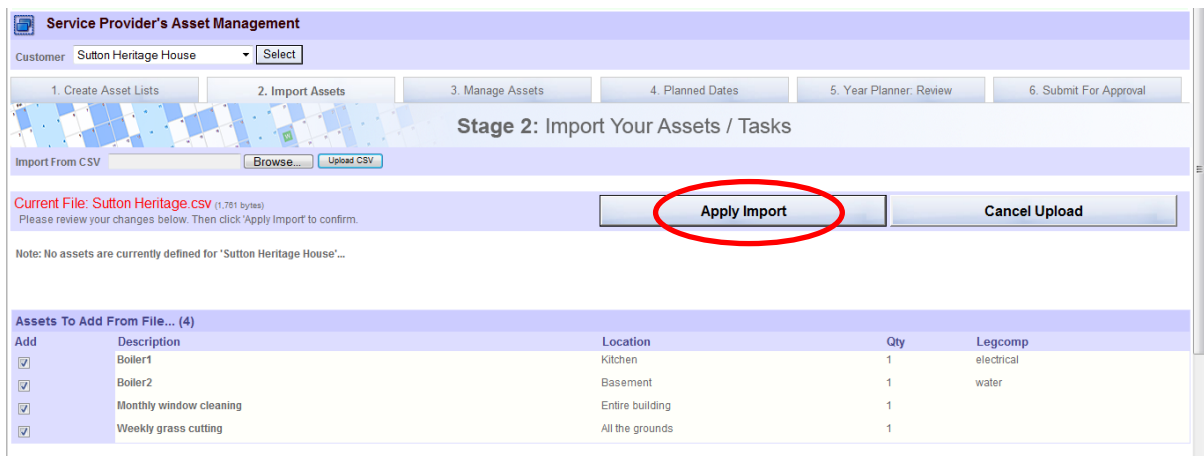 Service Provider's Asset Management
Customer Sutton Heritage House Select
1. Create Asset Lists 2. Import Assets 3. Manage Assets 4. Planned Dates 5. Year Planner: Review 6. Submit For Approval
Stage 2: Import Your Assets / Tasks
Import From CSV Browse... Upload CSV
Current File: Sutton Heritage.csv (1,761 bytes)
Please review your changes below. Then click 'Apply Import' to confirm.
Apply Import Cancel Upload
Note: No assets are currently defined for 'Sutton Heritage House'...
Assets To Add From File... (4)
Add Description Location Qty Legcomp
Boiler1 Kitchen 1 electrical
Boiler2 Basement 1 water
Monthly window cleaning Entire building 1
Weekly grass cutting All the grounds 1